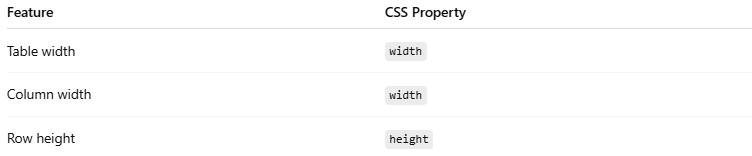 Feature CSS Property
Table width width
Column width width
Row height height